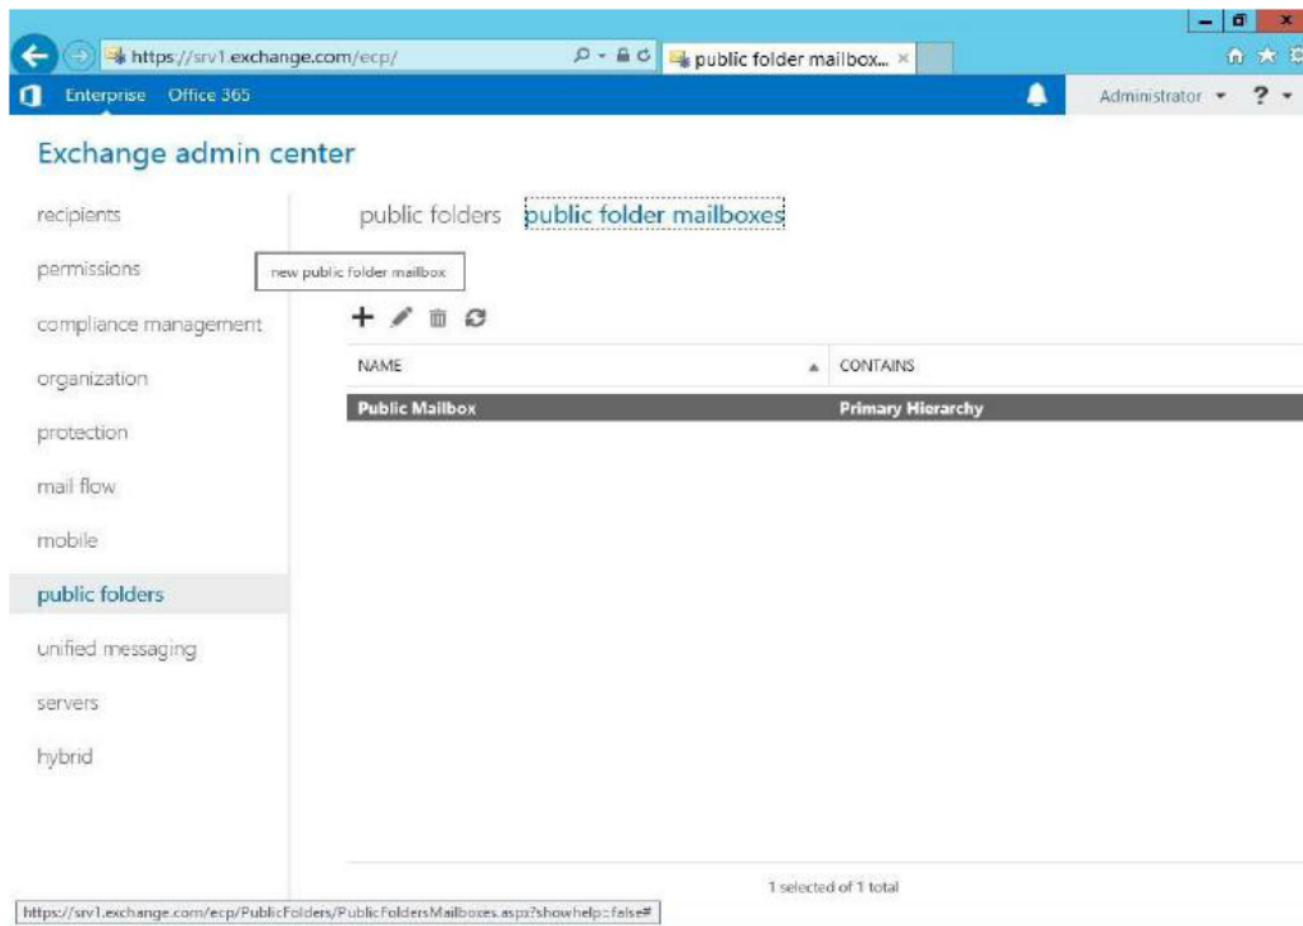 https://srv1.exchange.com/ecp/
public folder mailbox...
Enterprise Office 365
Administrator ?
Exchange admin center
recipients
public folders public folder mailboxes
permissions
new public folder mailbox
compliance management
NAME CONTAINS
organization
Public Mailbox Primary Hierarchy
protection
mail flow
mobile
public folders
unified messaging
servers
hybrid
1 selected of 1 total
https://srv1.exchange.com/ecp/PublicFolders/PublicFoldersMailboxes.aspx?showhelp=false#